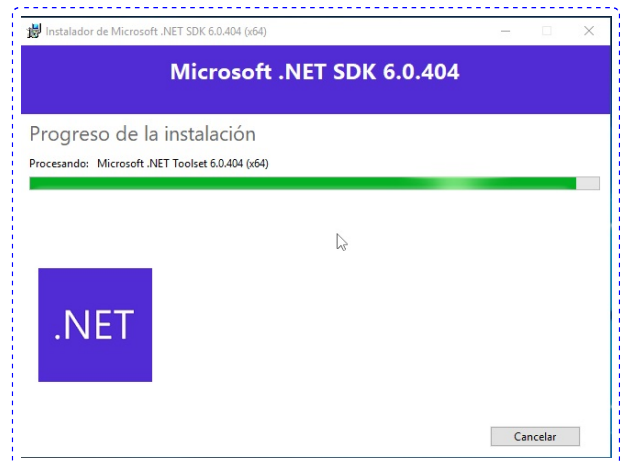 Instalador de Microsoft .NET SDK 6.0.404 (x64)
Microsoft .NET SDK 6.0.404
Progreso de la instalación
Procesando: Microsoft .NET Toolset 6.0.404 (x64)
.NET
Cancelar